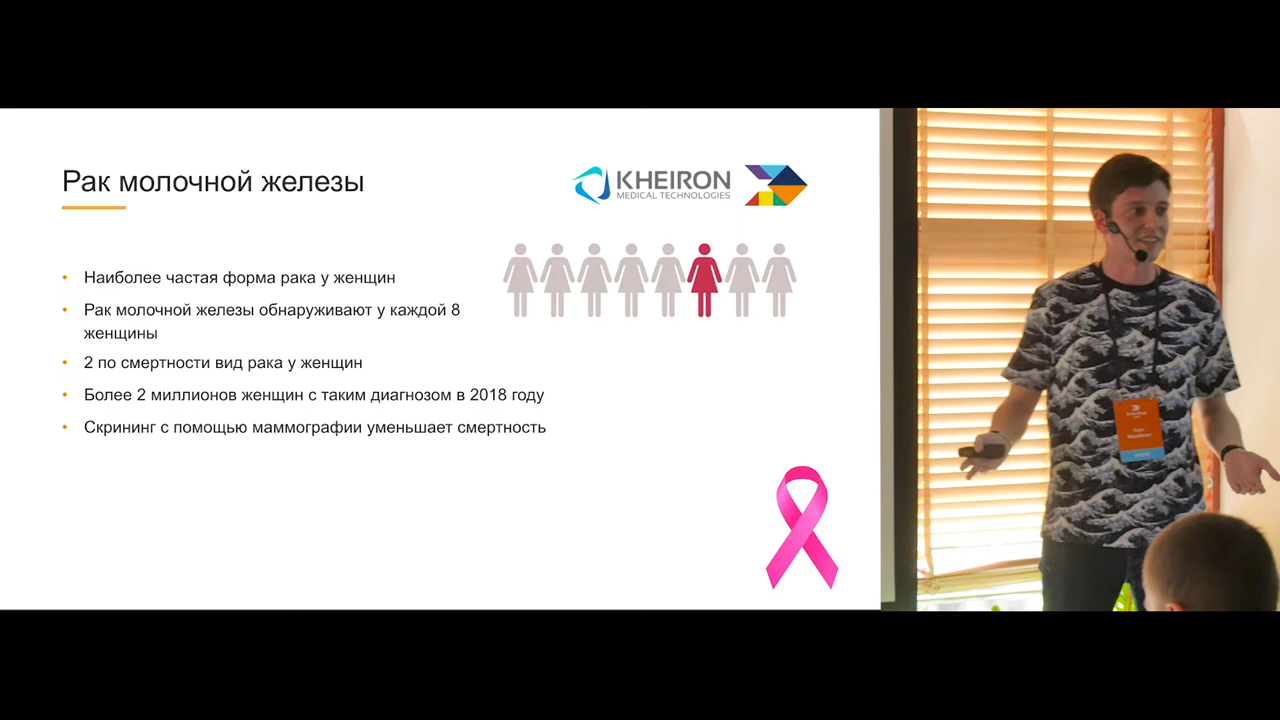 Рак молочной железы
KHEIRON
MEDICAL TECHNOLOGIES
• Наиболее частая форма рака у женщин
• Рак молочной железы обнаруживают у каждой 8
женщины
• 2 по смертности вид рака у женщин
• Более 2 миллионов женщин с таким диагнозом в 2018 году
• Скрининг с помощью маммографии уменьшает смертность